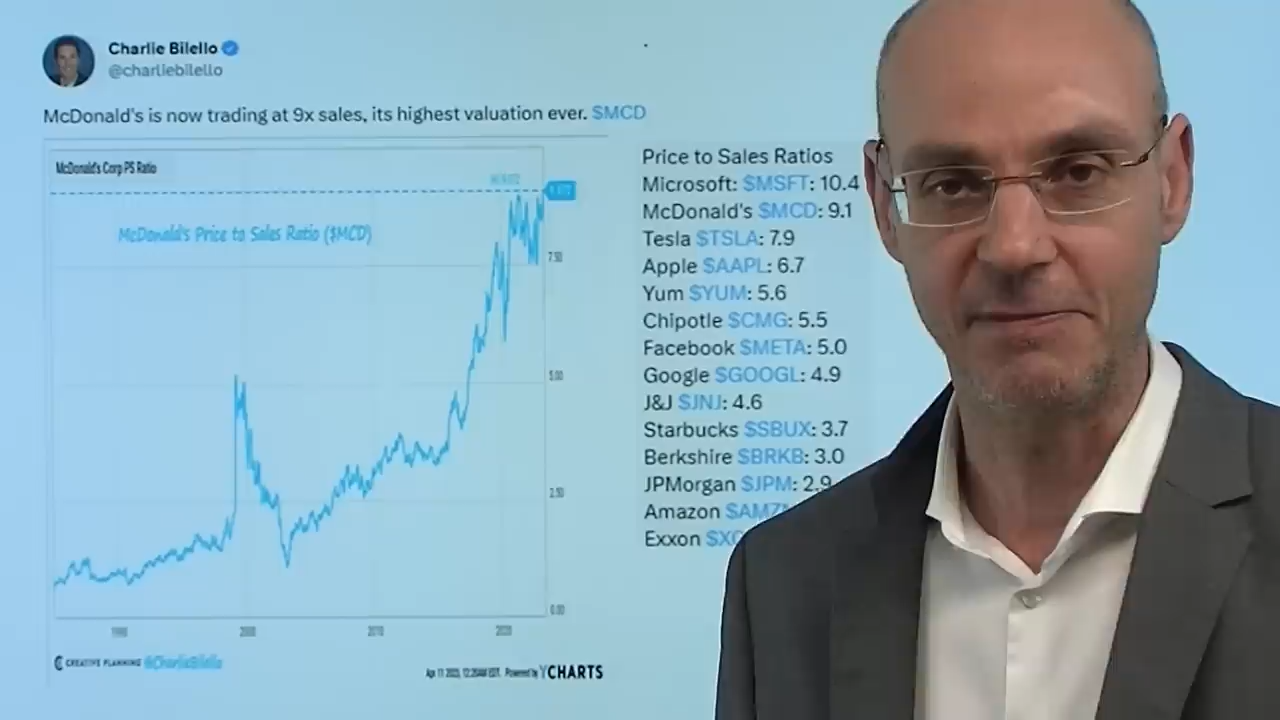 Charlie Bilello
@charliebilello
McDonald's is now trading at 9x sales, its highest valuation ever. $MCD
McDonald's Corp PS Ratio
McDonald's Price to Sales Ratio ($MCD)
7.50
5.00
2.50
0.00
1990
2000
2010
2020
CREATIVE PLANNING @CharlieBilello
Powered by YCHARTS
Price to Sales Ratios
Microsoft: $MSFT: 10.4
McDonald's $MCD: 9.1
Tesla $TSLA: 7.9
Apple $AAPL: 6.7
Yum $YUM: 5.6
Chipotle $CMG: 5.5
Facebook $META: 5.0
Google $GOOGL: 4.9
J&J $JNJ: 4.6
Starbucks $SBUX: 3.7
Berkshire $BRKB: 3.0
JPMorgan $JPM: 2.9
Amazon $AMZ
Exxon $X